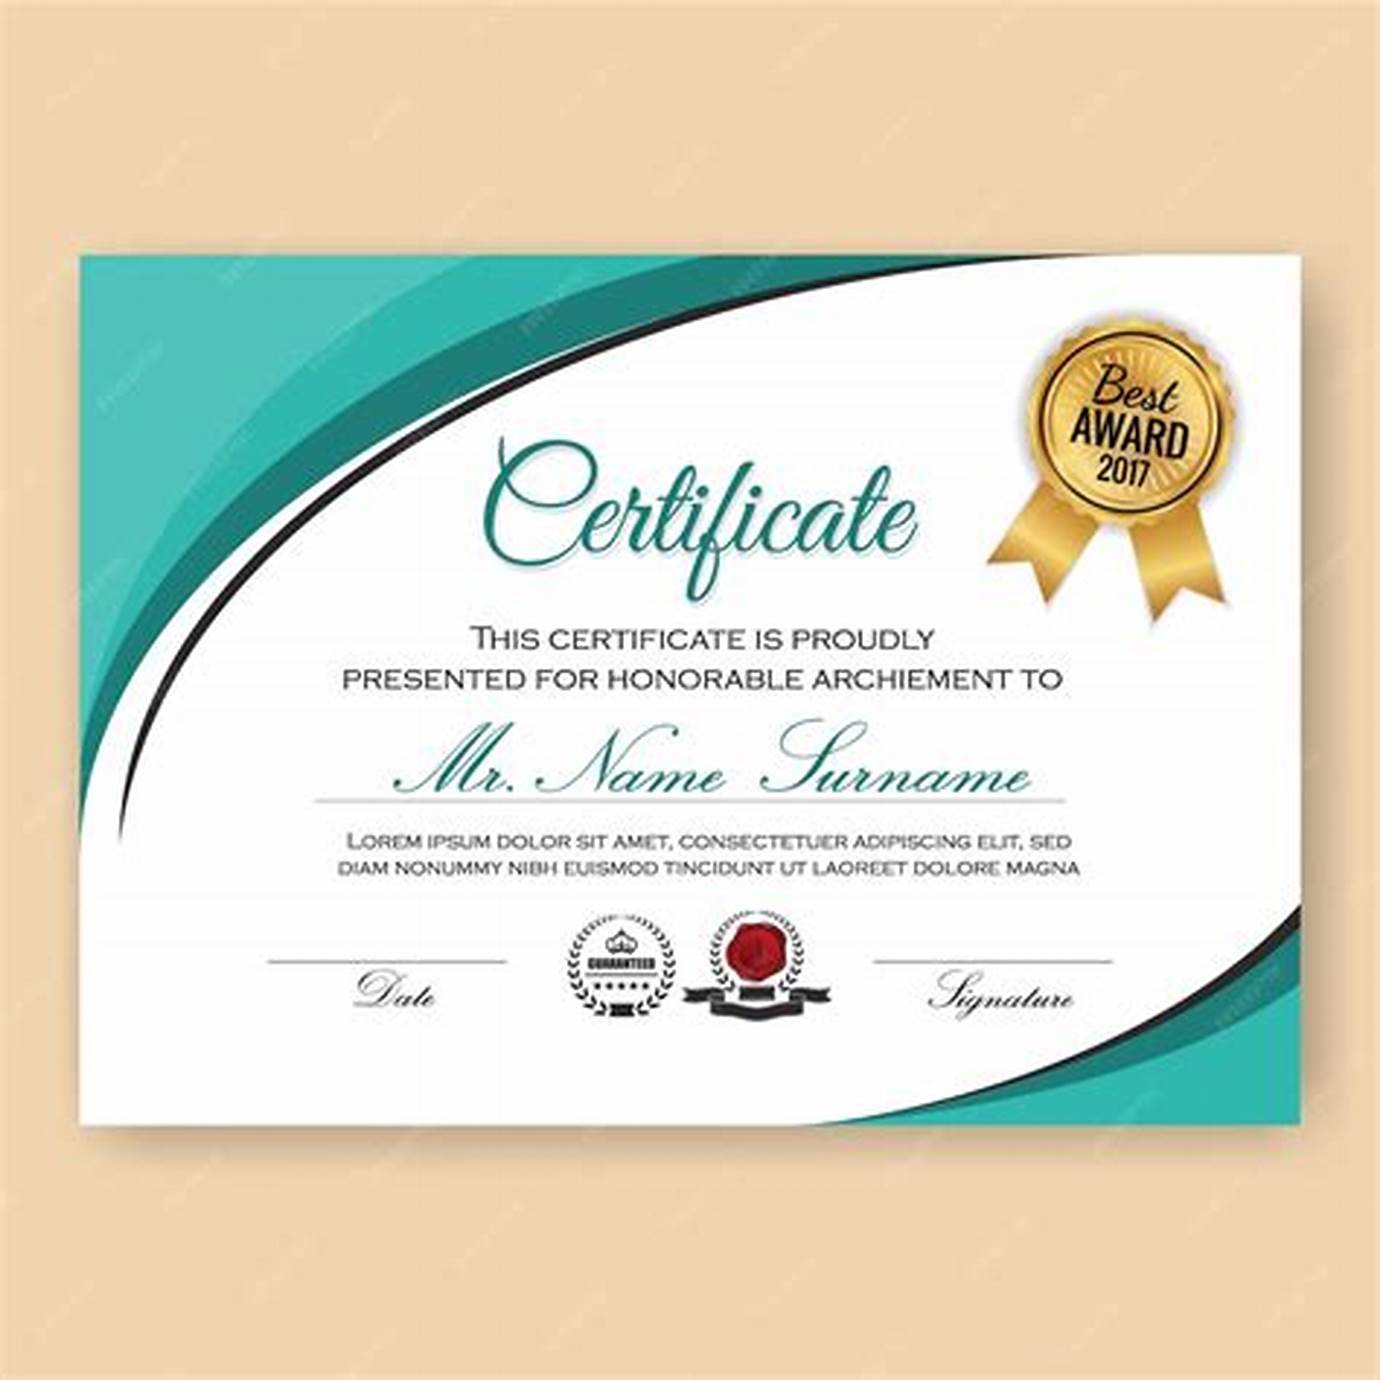 Best
AWARD
2017
Certificate
THIS CERTIFICATE IS PROUDLY
PRESENTED FOR HONORABLE ARCHIEMENT TO
Mr. Name Surname
LOREM IPSUM DOLOR SIT AMET, CONSECTETUER ADIPISCING ELIT, SED
DIAM NONUMMY NIBH EUISMOD TINCIDUNT UT LAOREET DOLORE MAGNA
GUARANTEED
Date
Signature